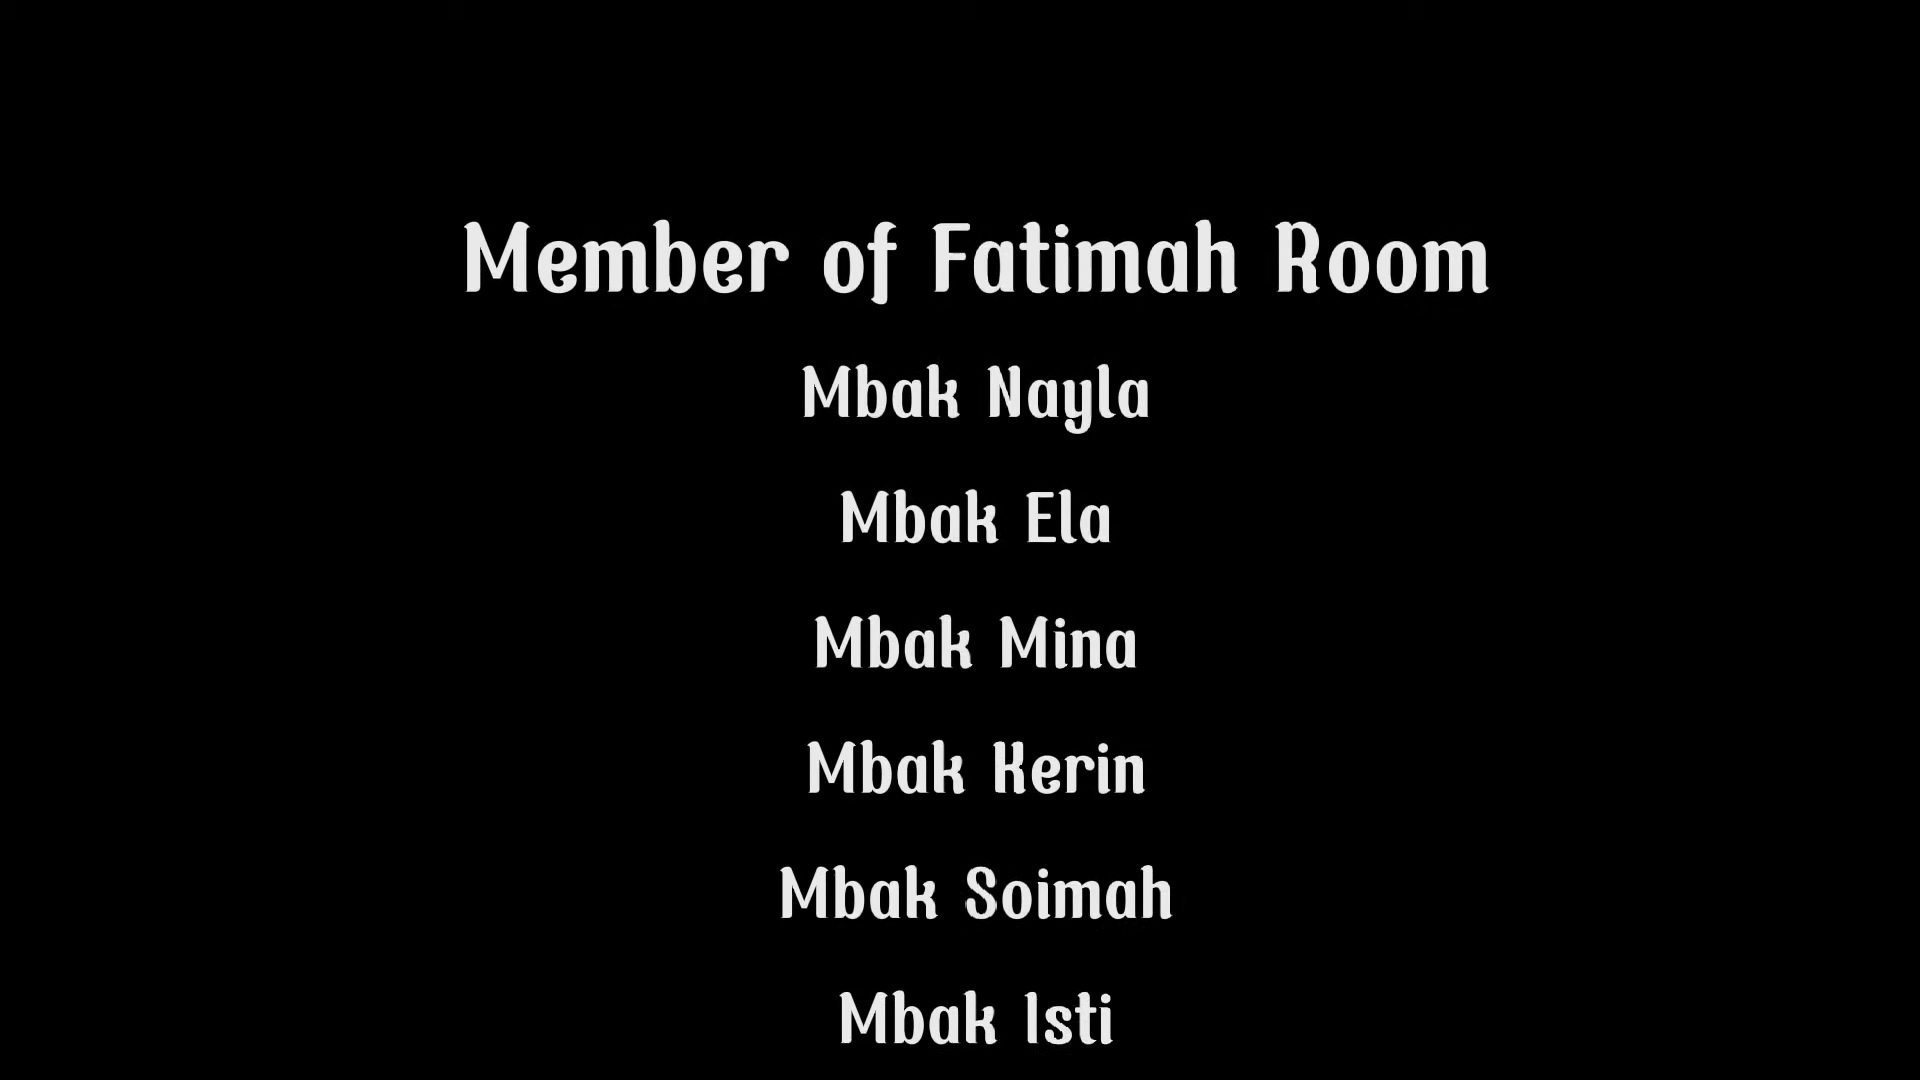 Member of Fatimah Room
Mbak Nayla
Mbak Ela
Mbak Mina
Mbak Kerin
Mbak Soimah
Mbak Isti